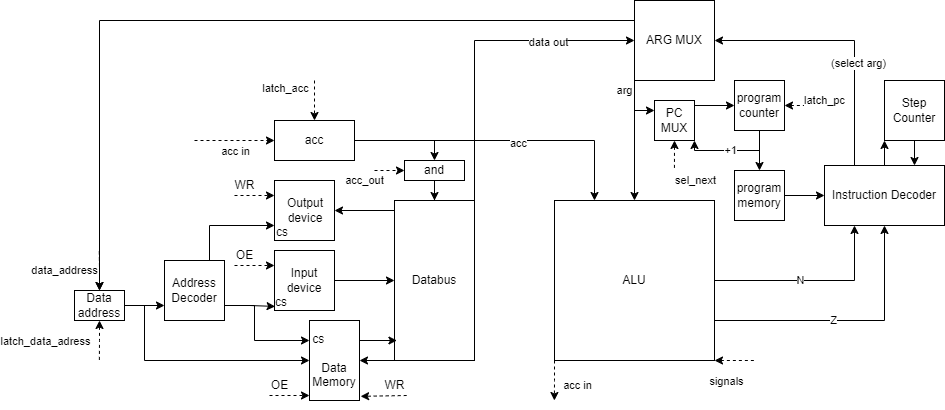 ARG MUX
data out
(select arg)
latch_acc
arg
program
counter
latch_pc
Step
Counter
PC
MUX
acc in
acc
acc
+1
acc_out
and
sel_next
program
memory
Instruction Decoder
WR
Output
device
cs
OE
Input
device
cs
Databus
ALU
N
data_address
Address
Decoder
Data
address
Z
latch_data_adress
cs
Data
Memory
OE
WR
acc in
signals